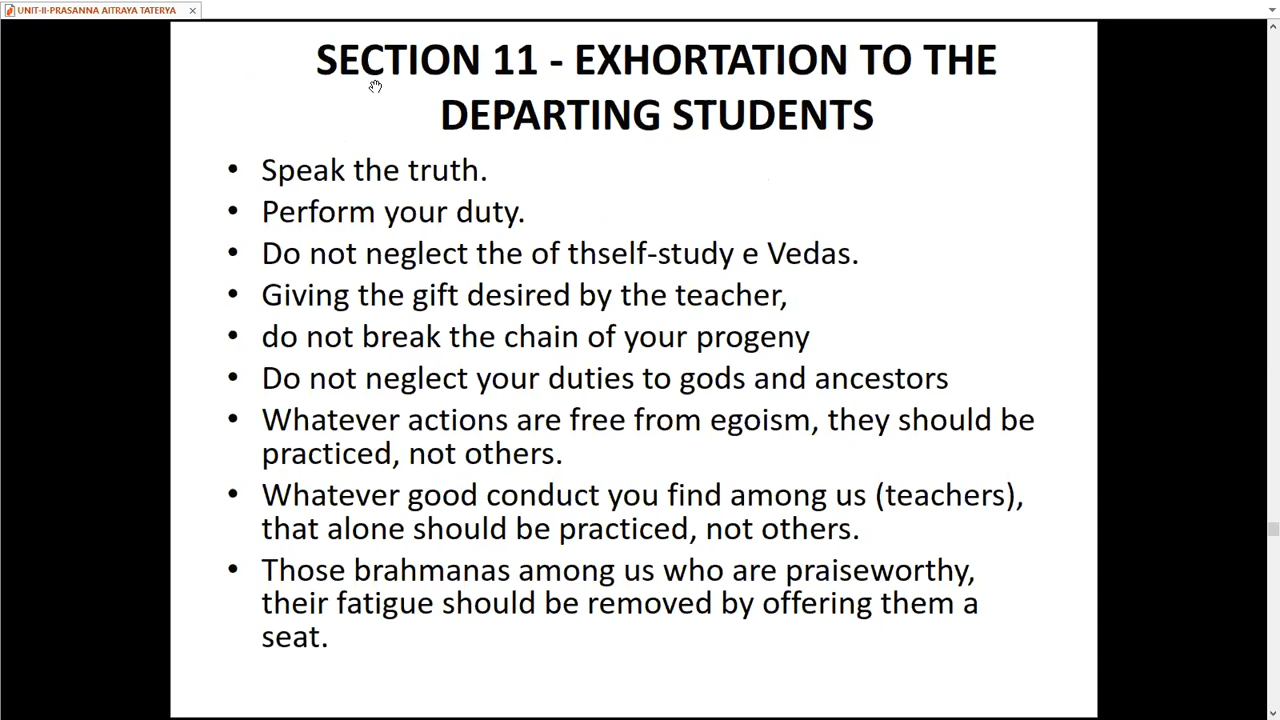 UNIT-II-PRASANNA AITRAYA TATERYA
SECTION 11 - EXHORTATION TO THE
DEPARTING STUDENTS
• Speak the truth.
• Perform your duty.
• Do not neglect the of thself-study e Vedas.
• Giving the gift desired by the teacher,
• do not break the chain of your progeny
• Do not neglect your duties to gods and ancestors
• Whatever actions are free from egoism, they should be
practiced, not others.
• Whatever good conduct you find among us (teachers),
that alone should be practiced, not others.
• Those brahmanas among us who are praiseworthy,
their fatigue should be removed by offering them a
seat.